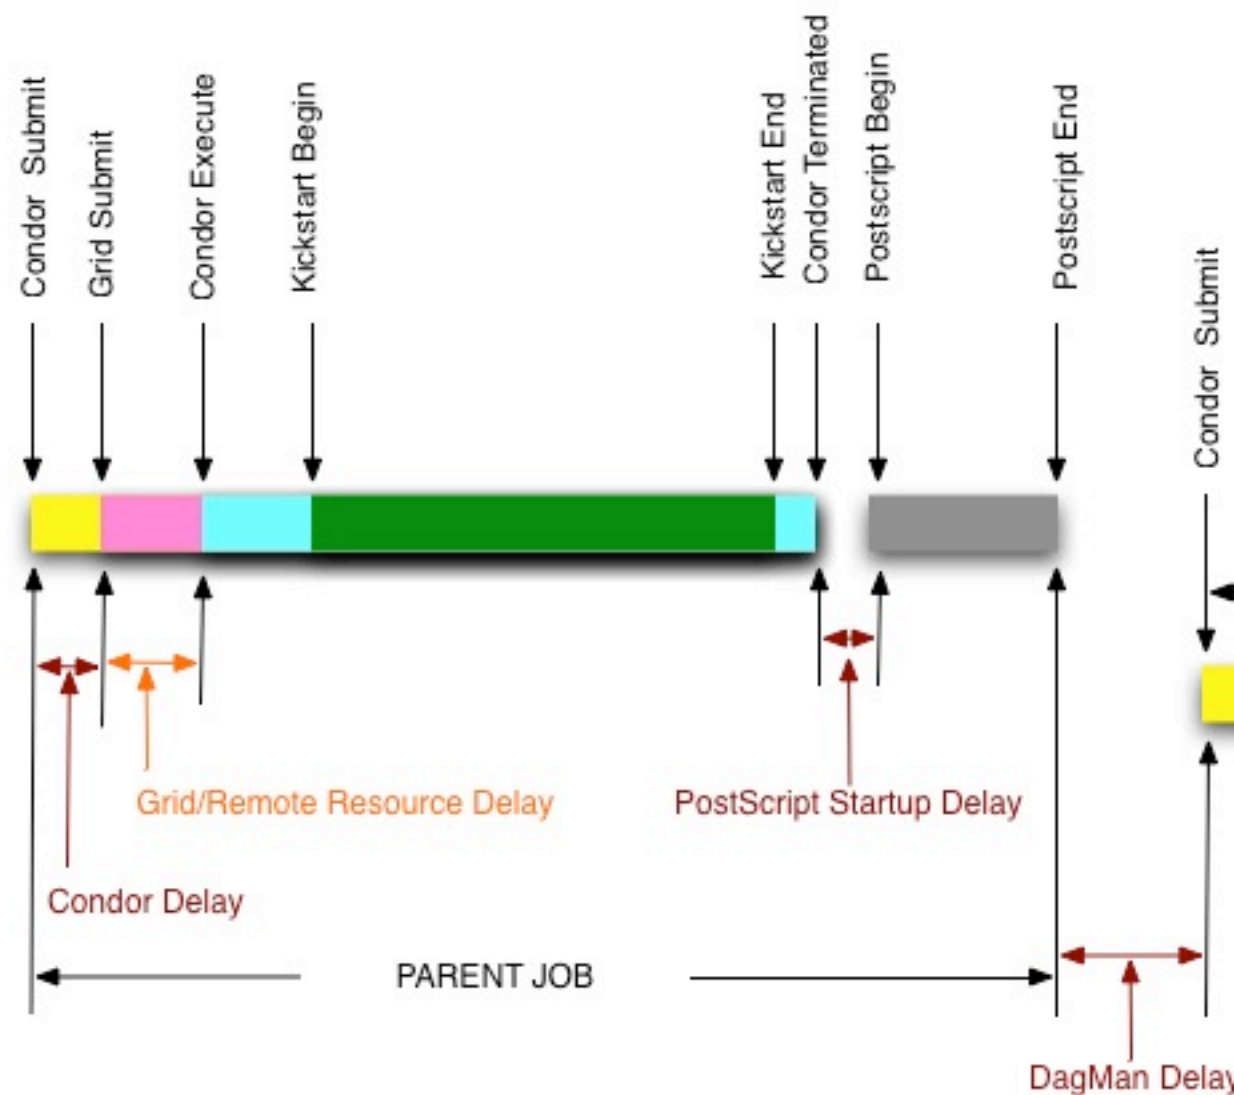 Condor Submit
Grid Submit
Condor Execute
Kickstart Begin
Kickstart End
Condor Terminated
Postscript Begin
Postscript End
Condor Submit
Grid/Remote Resource Delay
PostScript Startup Delay
Condor Delay
PARENT JOB
DagMan Delay